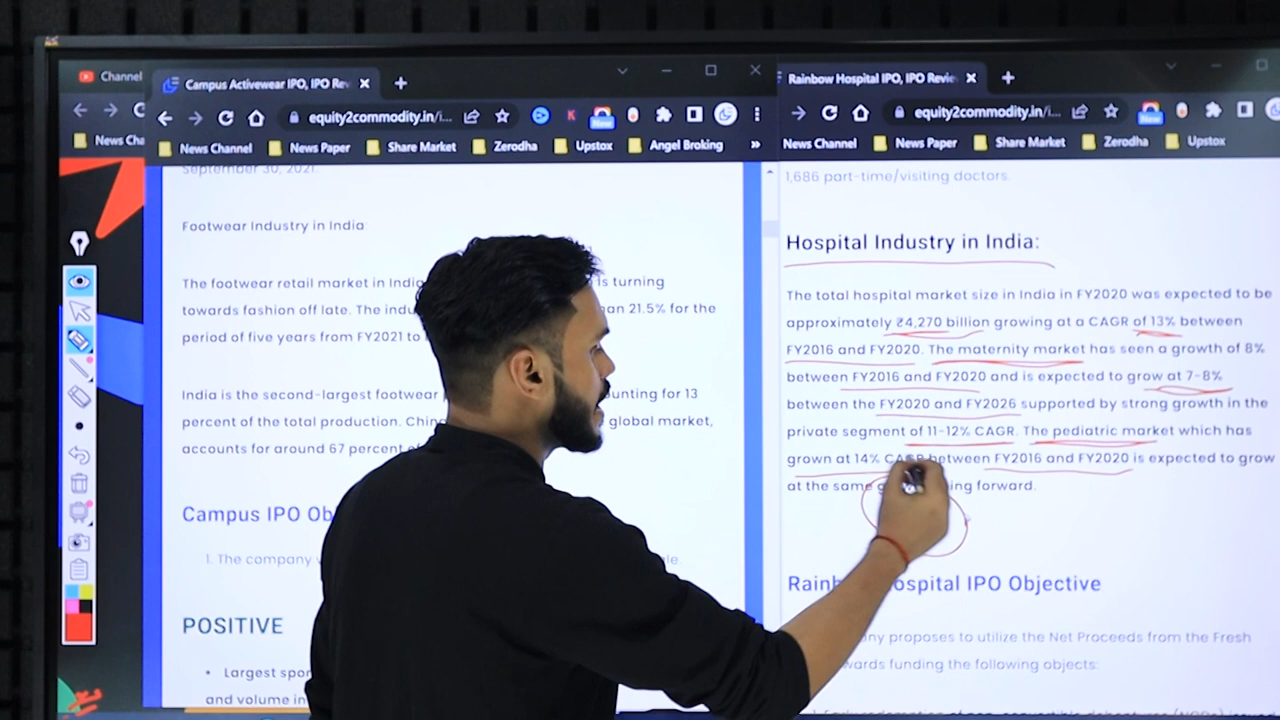 Channel
Campus Activewear IPO, IPO Rev
equity2commodity.in/i...
New
News Cha
News Channel
News Paper
Share Market
Zerodha
Upstox
Angel Broking
»
September 30, 2021.
Footwear Industry in India
The footwear retail market in India is turning
towards fashion off late. The indu an 21.5% for the
period of five years from FY2021 to
India is the second-largest footwear unting for 13
percent of the total production. Chin global market,
accounts for around 67 percent
Campus IPO Ob
1. The company le.
POSITIVE
• Largest spor
and volume in
Rainbow Hospital IPO, IPO Revie
equity2commodity.in/i...
New
News Channel
News Paper
Share Market
Zerodha
Upstox
1,686 part-time/visiting doctors.
Hospital Industry in India:
The total hospital market size in India in FY2020 was expected to be
approximately ₹4,270 billion growing at a CAGR of 13% between
FY2016 and FY2020. The maternity market has seen a growth of 8%
between FY2016 and FY2020 and is expected to grow at 7-8%
between the FY2020 and FY2026 supported by strong growth in the
private segment of 11-12% CAGR. The pediatric market which has
grown at 14% CAGR between FY2016 and FY2020 is expected to grow
at the same g ing forward.
Rainb ospital IPO Objective
ny proposes to utilize the Net Proceeds from the Fresh
wards funding the following objects: